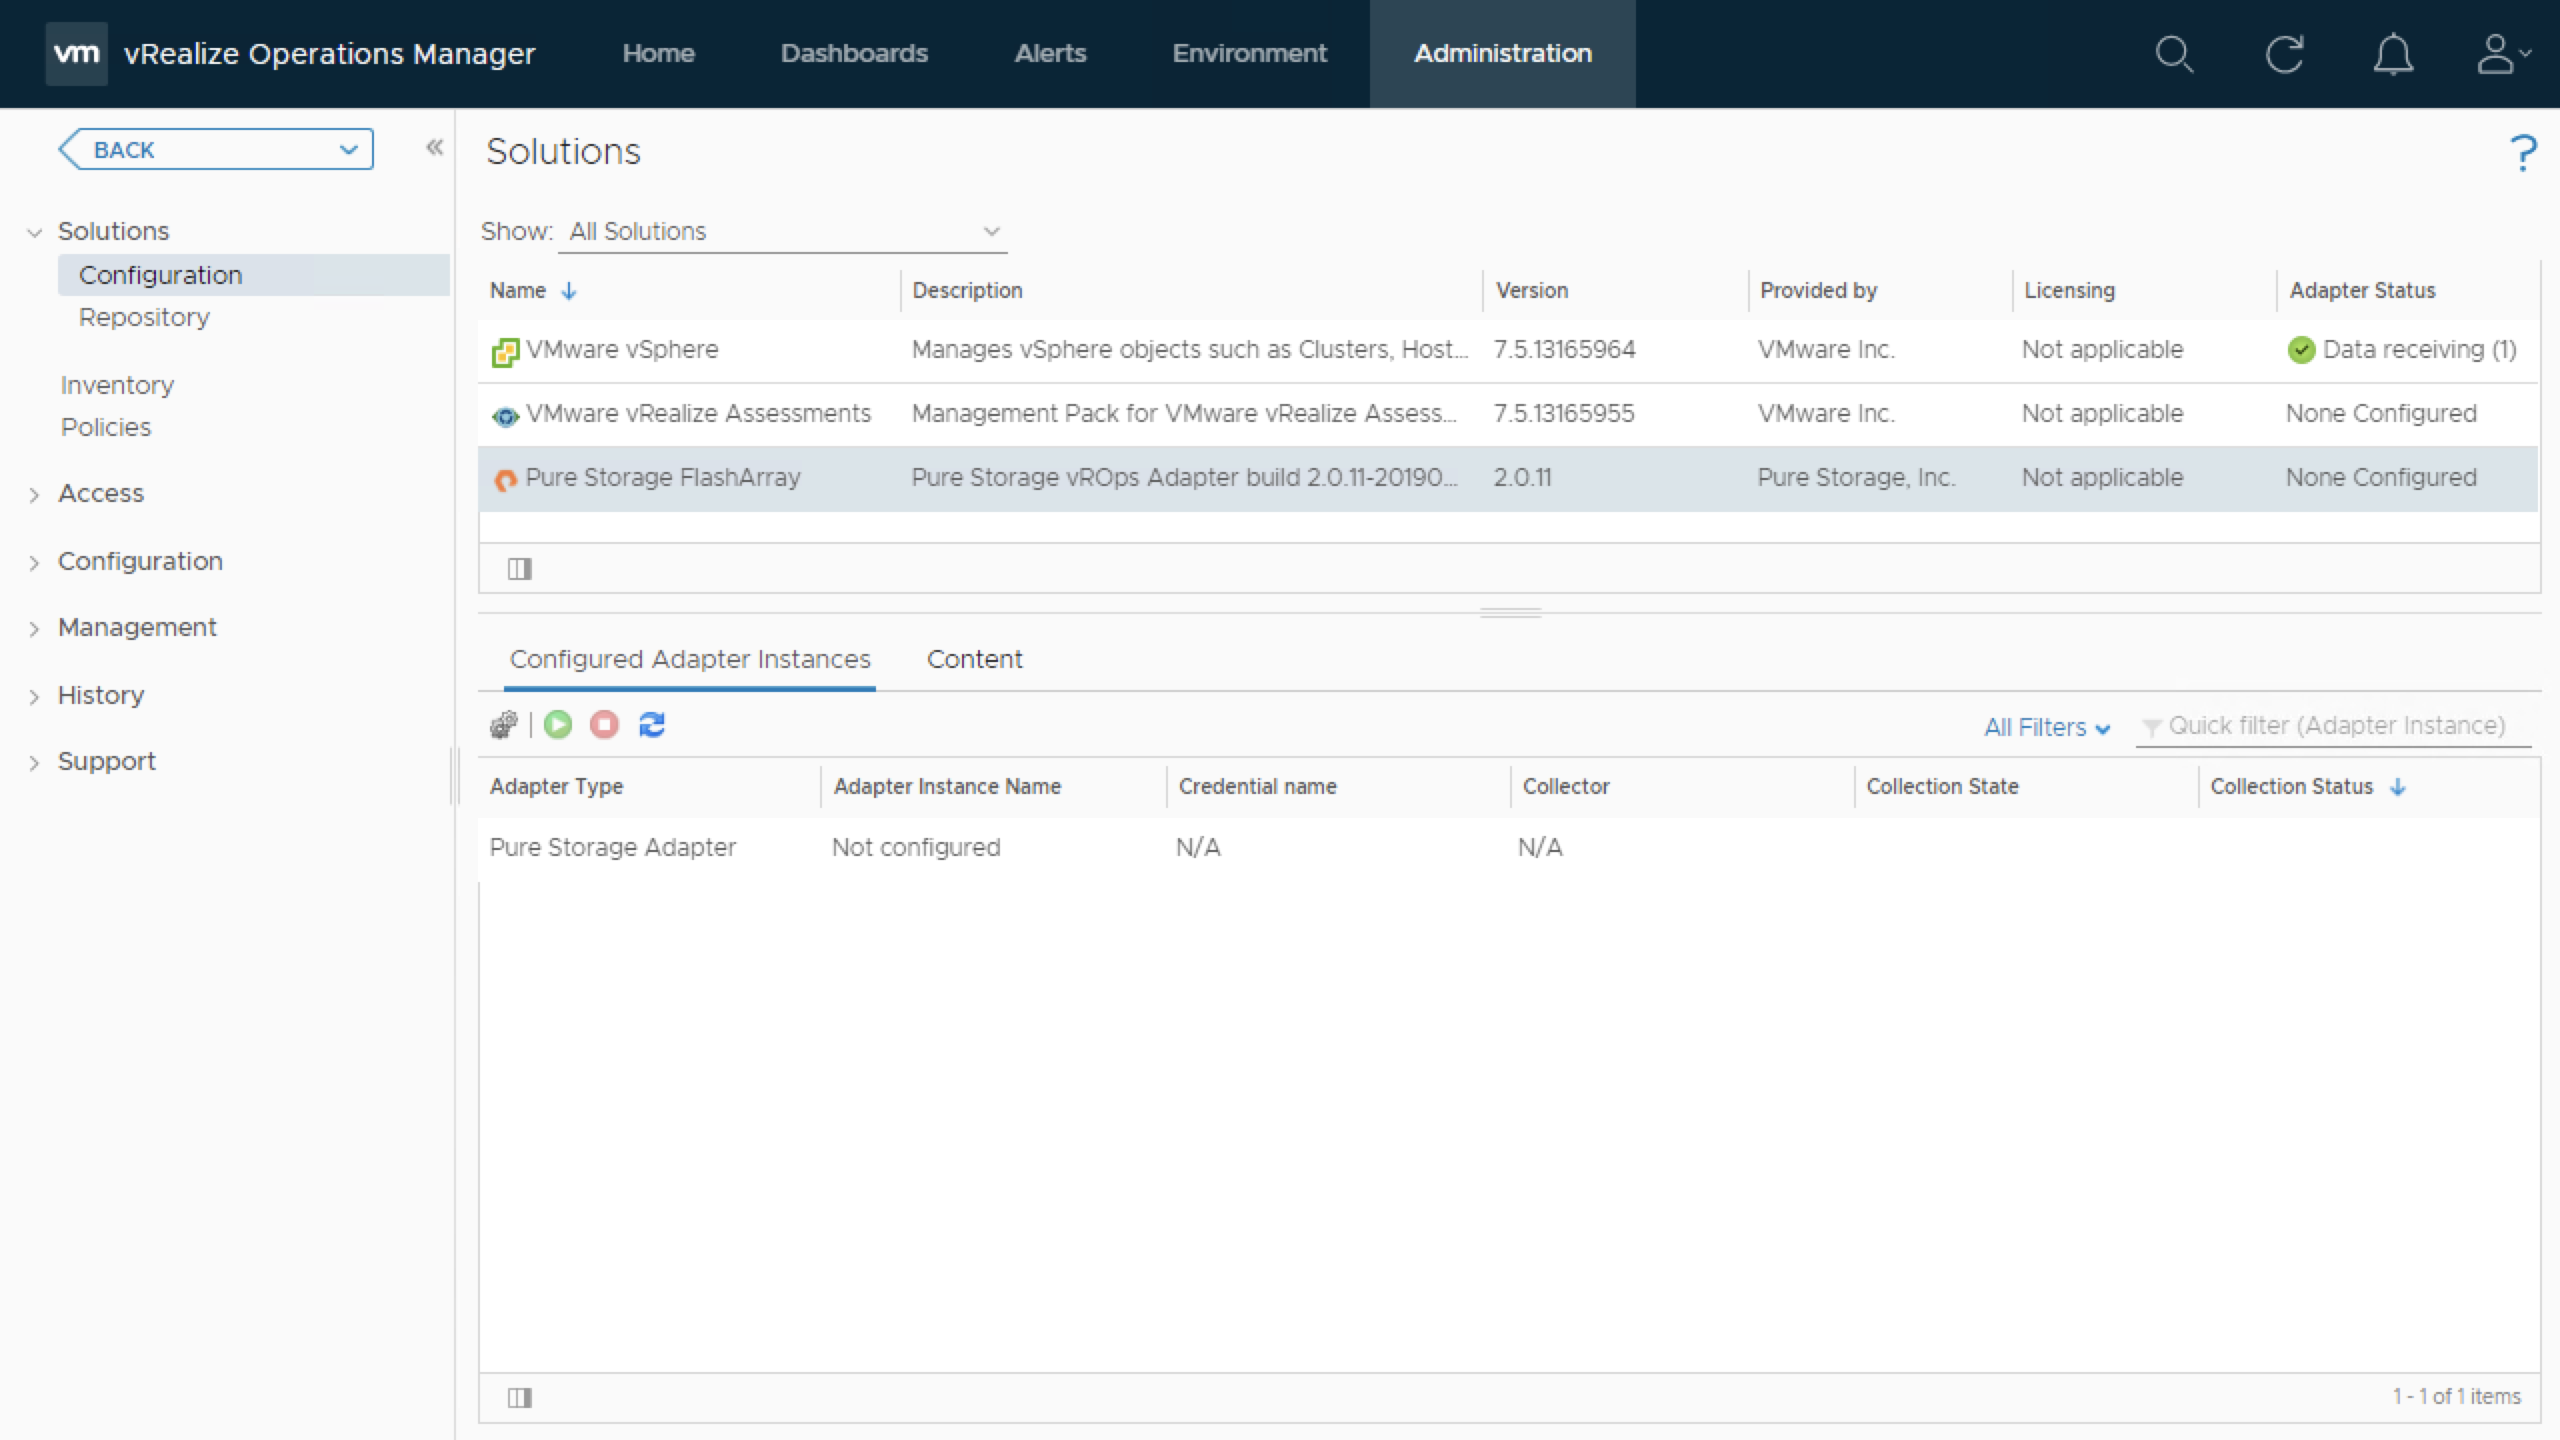 vm vRealize Operations Manager Home Dashboards Alerts Environment Administration
BACK
Solutions
Configuration
Repository
Inventory
Policies
Access
Configuration
Management
History
Support
Solutions
?
Show: All Solutions
Name Description Version Provided by Licensing Adapter Status
VMware vSphere Manages vSphere objects such as Clusters, Host... 7.5.13165964 VMware Inc. Not applicable Data receiving (1)
VMware vRealize Assessments Management Pack for VMware vRealize Assess... 7.5.13165955 VMware Inc. Not applicable None Configured
Pure Storage FlashArray Pure Storage vROps Adapter build 2.0.11-20190... 2.0.11 Pure Storage, Inc. Not applicable None Configured
Configured Adapter Instances Content
All Filters Quick filter (Adapter Instance)
Adapter Type Adapter Instance Name Credential name Collector Collection State Collection Status
Pure Storage Adapter Not configured N/A N/A
1 - 1 of 1 items